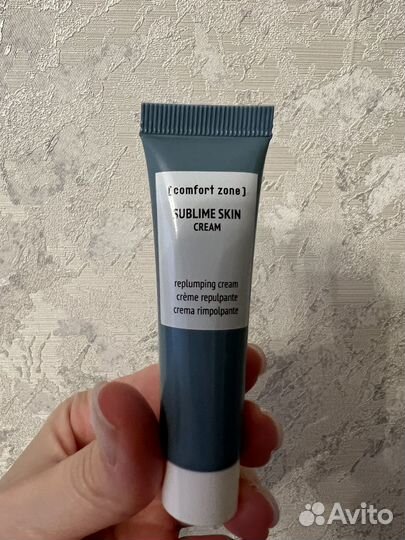 [comfort zone]
SUBLIME SKIN
CREAM
replumping cream
crème repulpante
crema rimpolpante
Avito